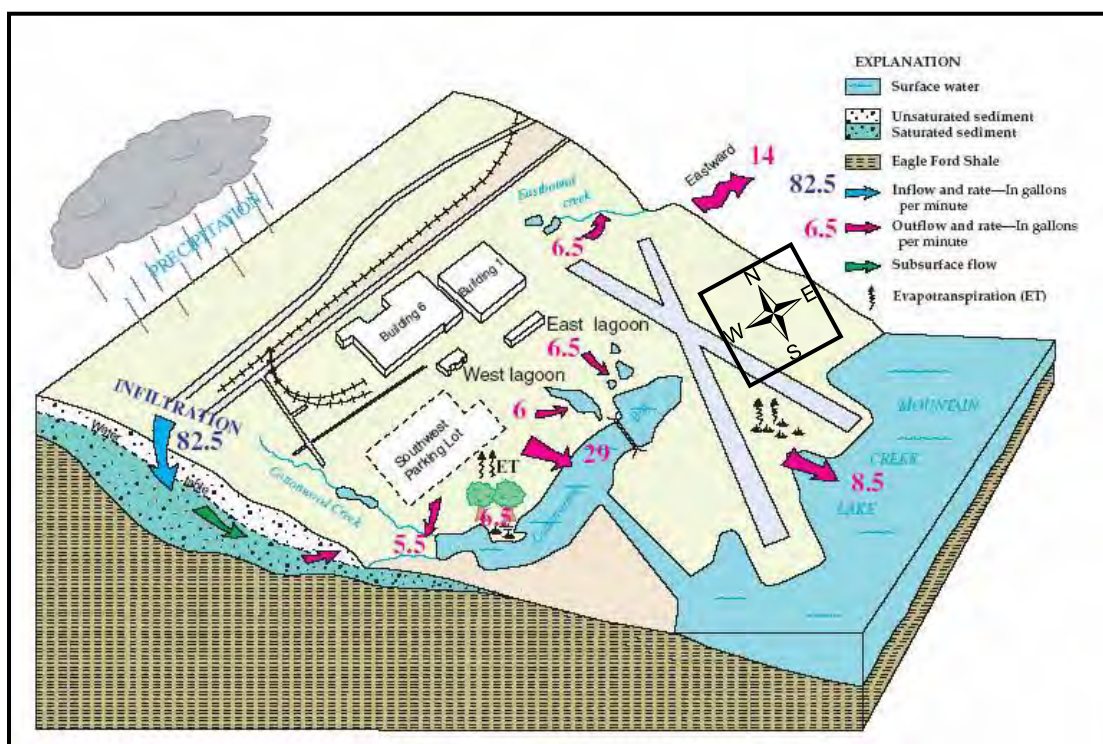 EXPLANATION
Surface water
Unsaturated sediment
Saturated sediment
Eagle Ford Shale
82.5
Inflow and rate—In gallons
per minute
6.5
Outflow and rate—In gallons
per minute
Subsurface flow
Evapotranspiration (ET)
PRECIPITATION
Eastward
14
Eastbound
creek
6.5
N
E
W
S
Building 1
Building 6
East lagoon
6.5
West lagoon
6
INFILTRATION
82.5
Water
table
Southwest
Parking Lot
ET
29
Cottonwood Creek
5.5
6.5
8.5
MOUNTAIN
CREEK
LAKE